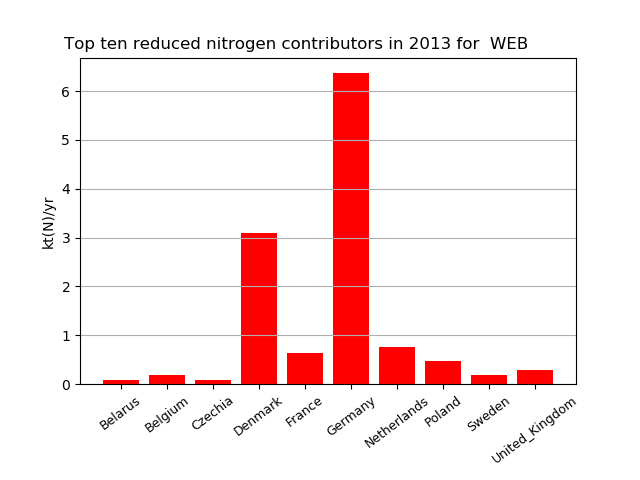 Top ten reduced nitrogen contributors in 2013 for  WEB
kt(N)/yr
6
5
4
3
2
1
0
Belarus
Belgium
Czechia
Denmark
France
Germany
Netherlands
Poland
Sweden
United_Kingdom